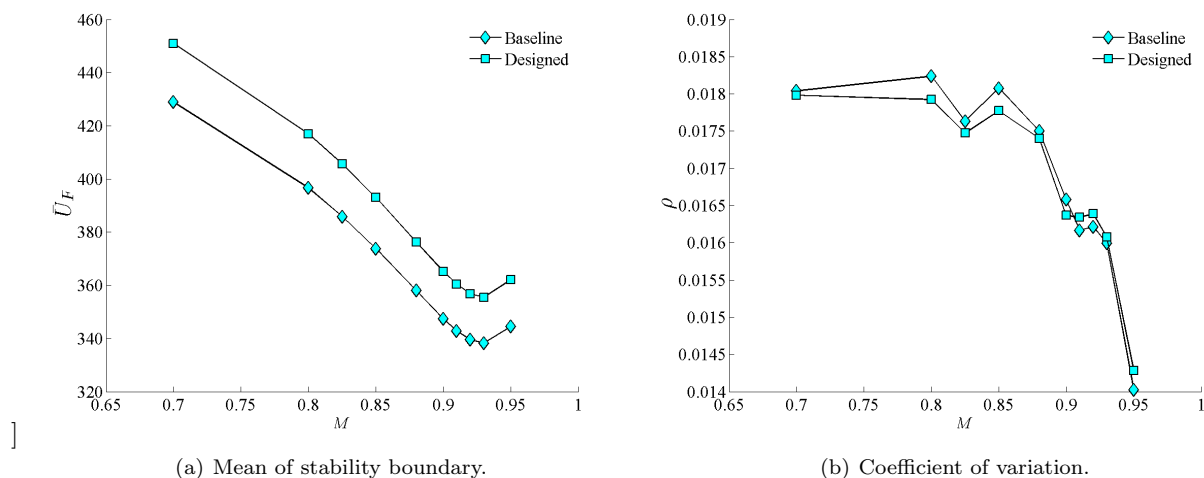 460
440
420
400
380
360
340
320
0.65 0.7 0.75 0.8 0.85 0.9 0.95 1
Ū_F
M
Baseline
Designed
]
(a) Mean of stability boundary.
0.019
0.0185
0.018
0.0175
0.017
0.0165
0.016
0.0155
0.015
0.0145
0.014
0.65 0.7 0.75 0.8 0.85 0.9 0.95 1
ρ
M
Baseline
Designed
(b) Coefficient of variation.